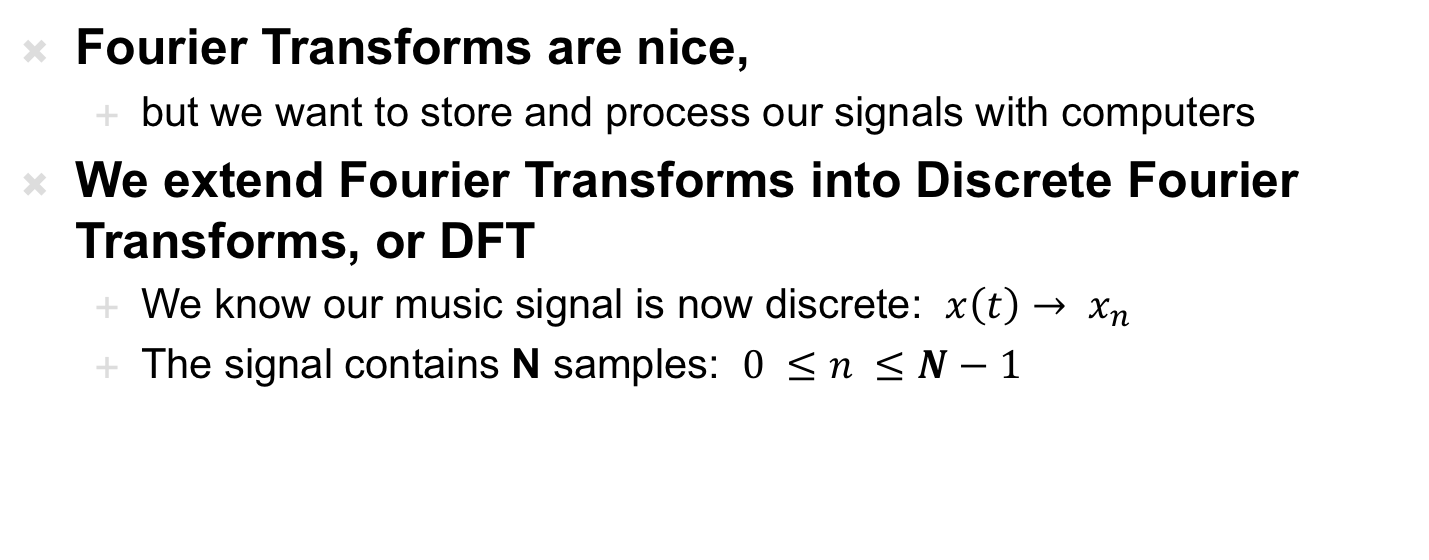 Fourier Transforms are nice,
but we want to store and process our signals with computers
We extend Fourier Transforms into Discrete Fourier
Transforms, or DFT
We know our music signal is now discrete: x(t) → xₙ
The signal contains N samples: 0 ≤ n ≤ N − 1